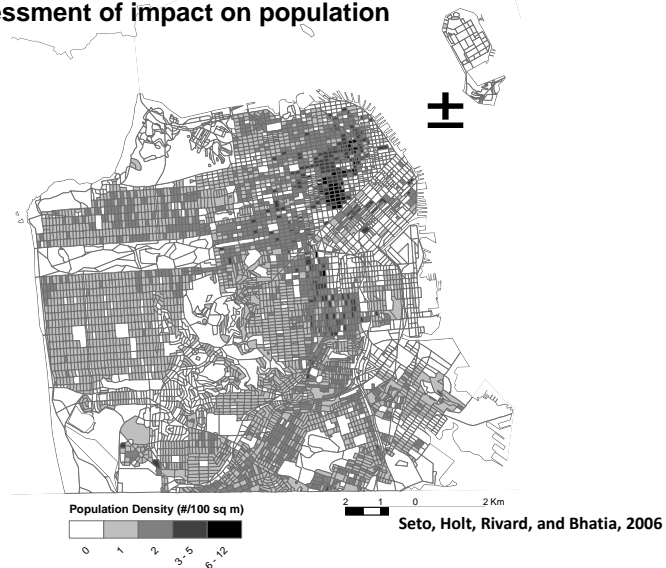 essment of impact on population
±
Population Density (#/100 sq m)
0 1 2 3 - 5 6 - 12
2 1 0 2 Km
Seto, Holt, Rivard, and Bhatia, 2006